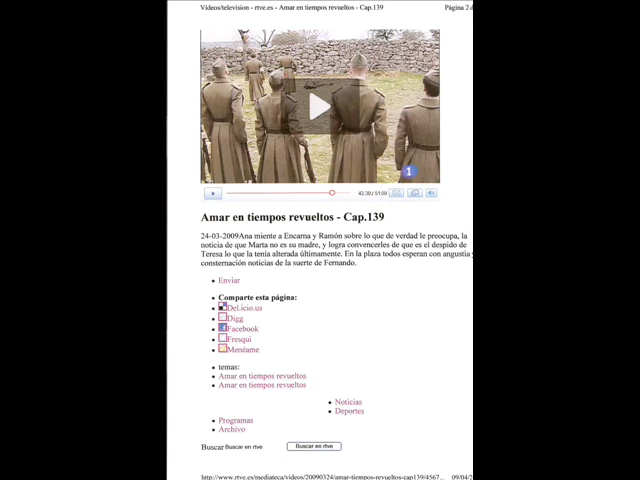 Vídeos/television - rtve.es - Amar en tiempos revueltos - Cap.139
Página 2 d
1
43:39 / 51:09
Amar en tiempos revueltos - Cap.139
24-03-2009Ana miente a Encarna y Ramón sobre lo que de verdad le preocupa, la
noticia de que Marta no es su madre, y logra convencerles de que es el despido de
Teresa lo que la tenía alterada últimamente. En la plaza todos esperan con angustia y
consternación noticias de la suerte de Fernando.
Enviar
Comparte esta página:
Del.icio.us
Digg
Facebook
Fresqui
Menéame
temas:
Amar en tiempos revueltos
Amar en tiempos revueltos
Noticias
Deportes
Programas
Archivo
Buscar Buscar en rtve
Buscar en rtve
http://www.rtve.es/mediateca/videos/20090324/amar-tiempos-revueltos-cap139/4567...
09/04/2